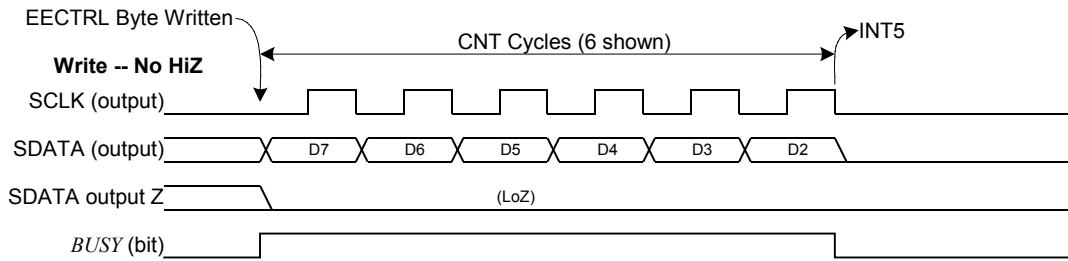 EECTRL Byte Written
INT5
CNT Cycles (6 shown)
Write -- No HiZ
SCLK (output)
SDATA (output)
D7 D6 D5 D4 D3 D2
SDATA output Z
(LoZ)
BUSY (bit)